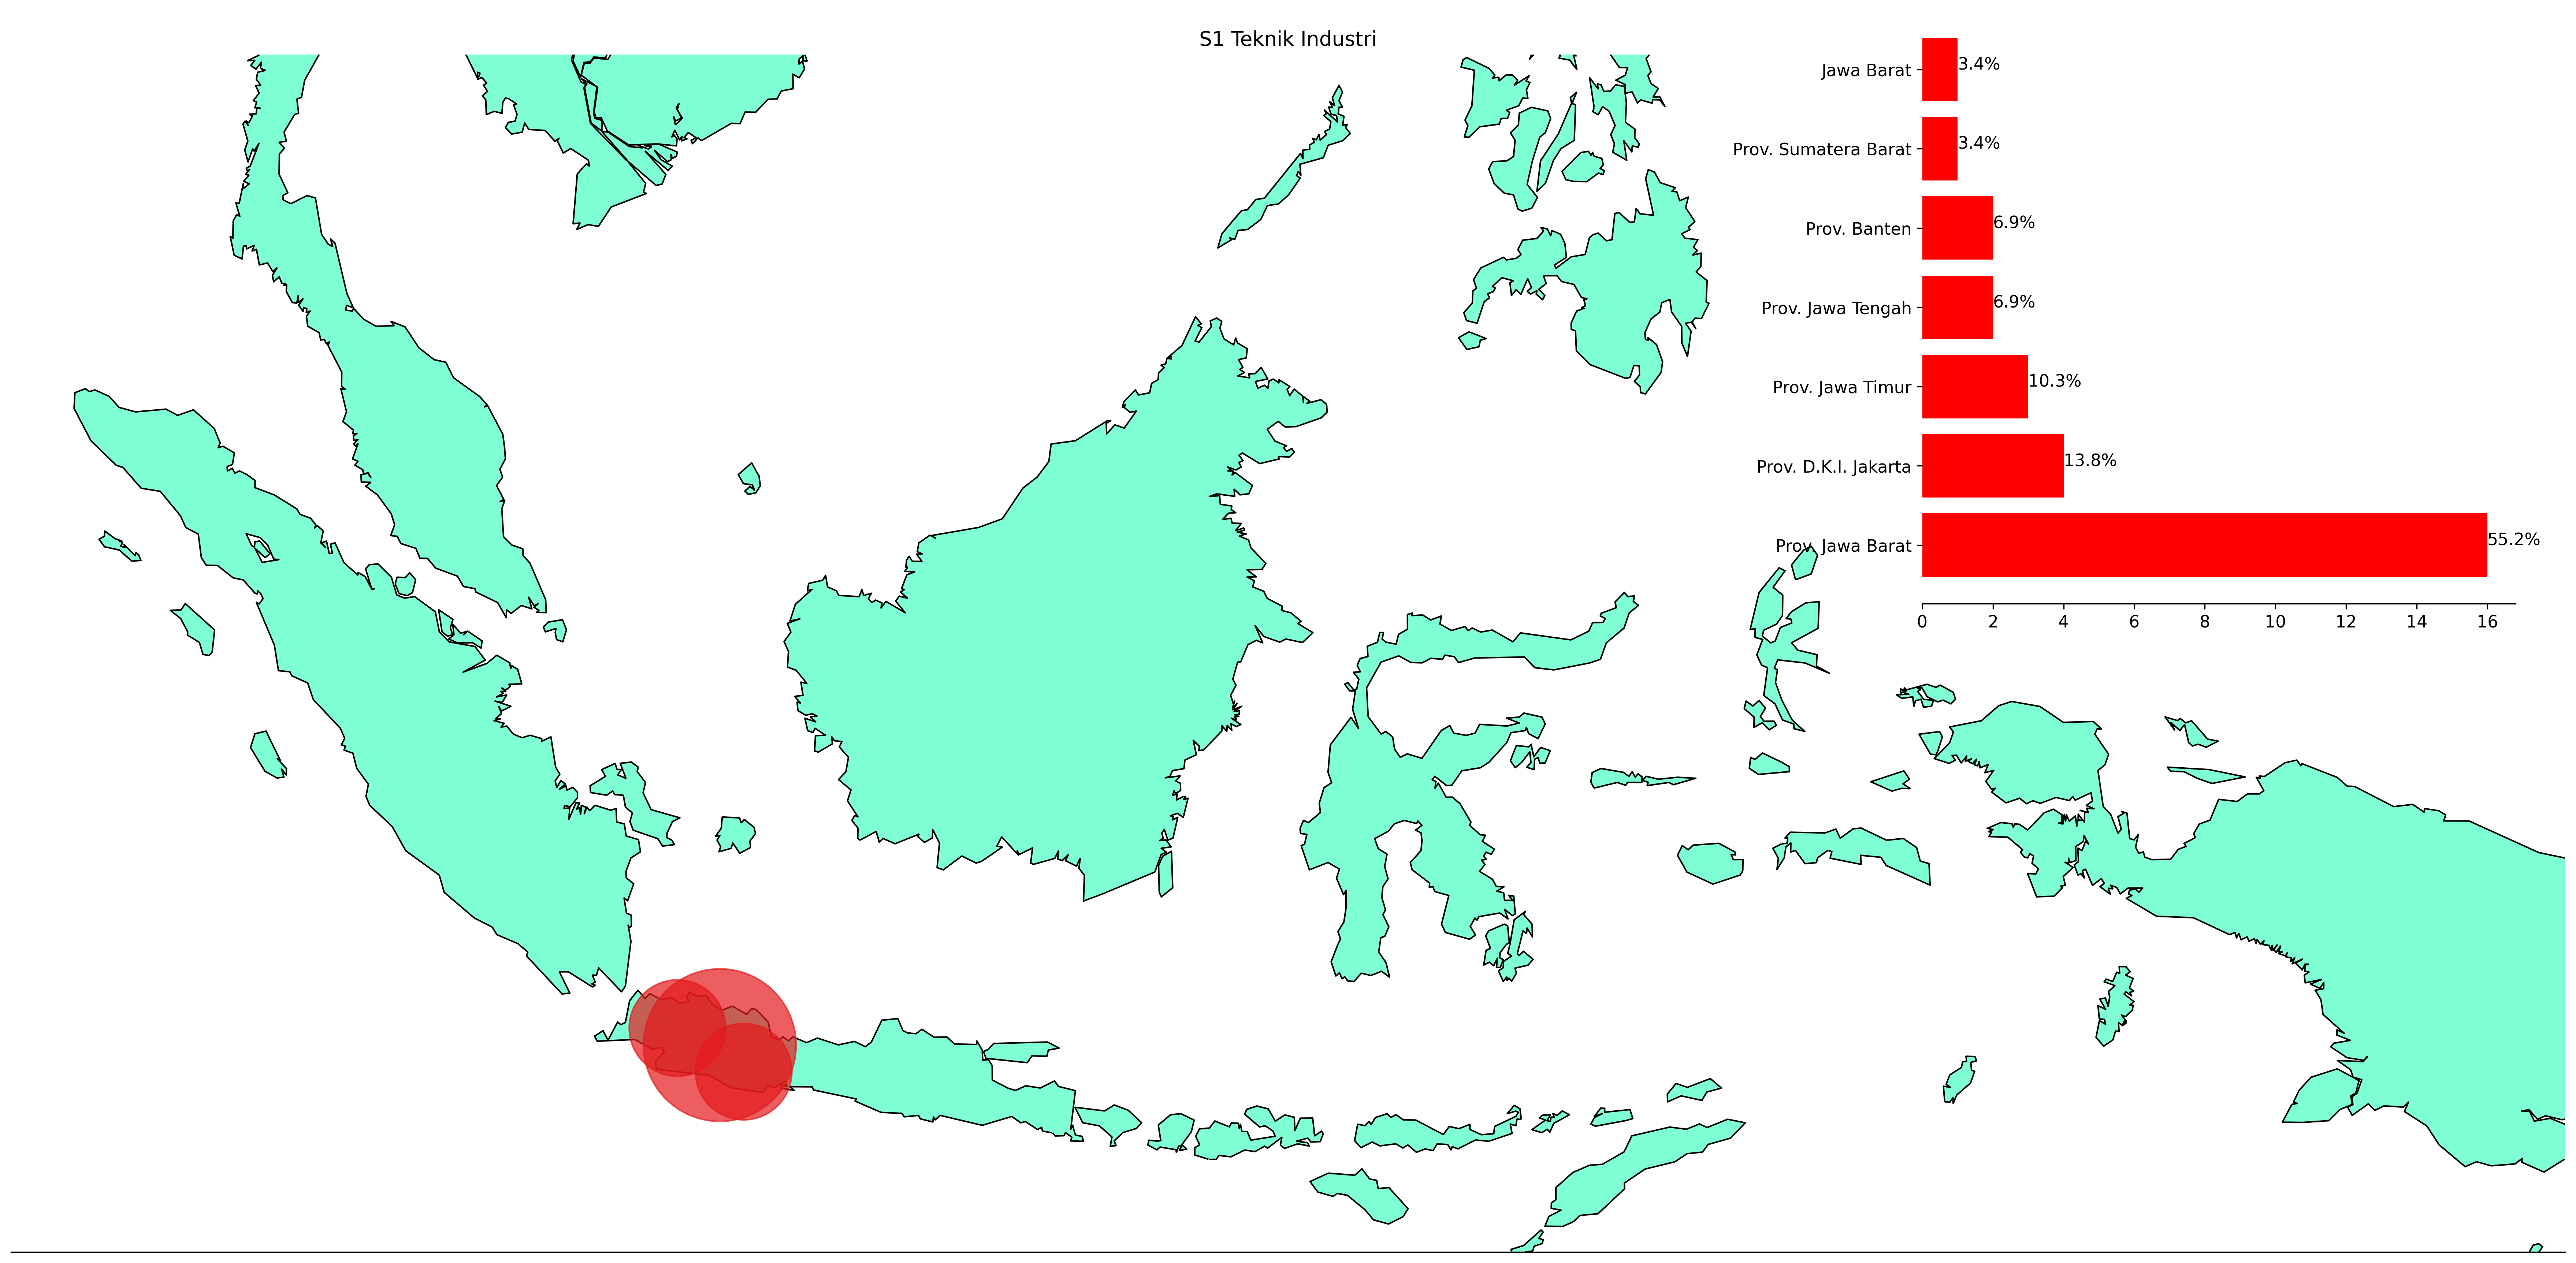 S1 Teknik Industri
Jawa Barat 3.4%
Prov. Sumatera Barat 3.4%
Prov. Banten 6.9%
Prov. Jawa Tengah 6.9%
Prov. Jawa Timur 10.3%
Prov. D.K.I. Jakarta 13.8%
Prov. Jawa Barat 55.2%
0 2 4 6 8 10 12 14 16